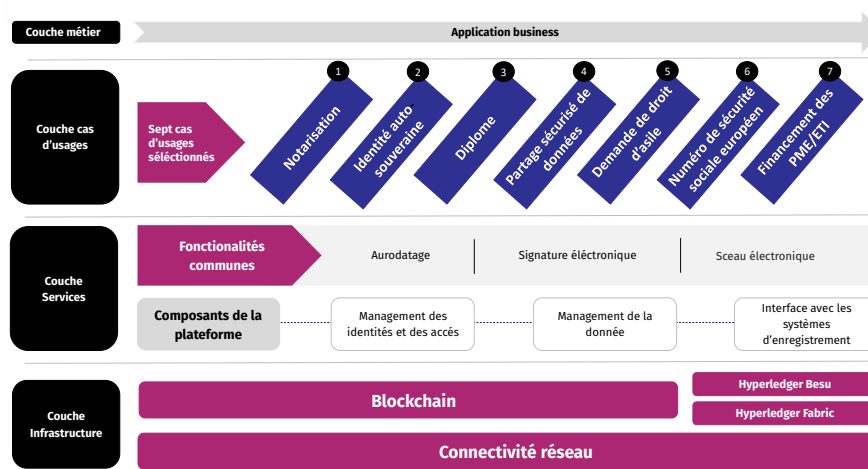 Couche métier
Application business
Couche cas
d'usages
Sept cas
d'usages
séléctionnés
1
Notarisation
2
Identité auto-
souveraine
3
Diplome
4
Partage sécurisé de
données
5
Demande de droit
d'asile
6
Numéro de sécurité
sociale européen
7
Financement des
PME/ETI
Couche
Services
Fonctionalités
communes
Aurodatage
Signature éléctronique
Sceau électronique
Composants de la
plateforme
Management des
identités et des accés
Management de la
donnée
Interface avec les
systèmes
d'enregistrement
Couche
Infrastructure
Blockchain
Hyperledger Besu
Hyperledger Fabric
Connectivité réseau